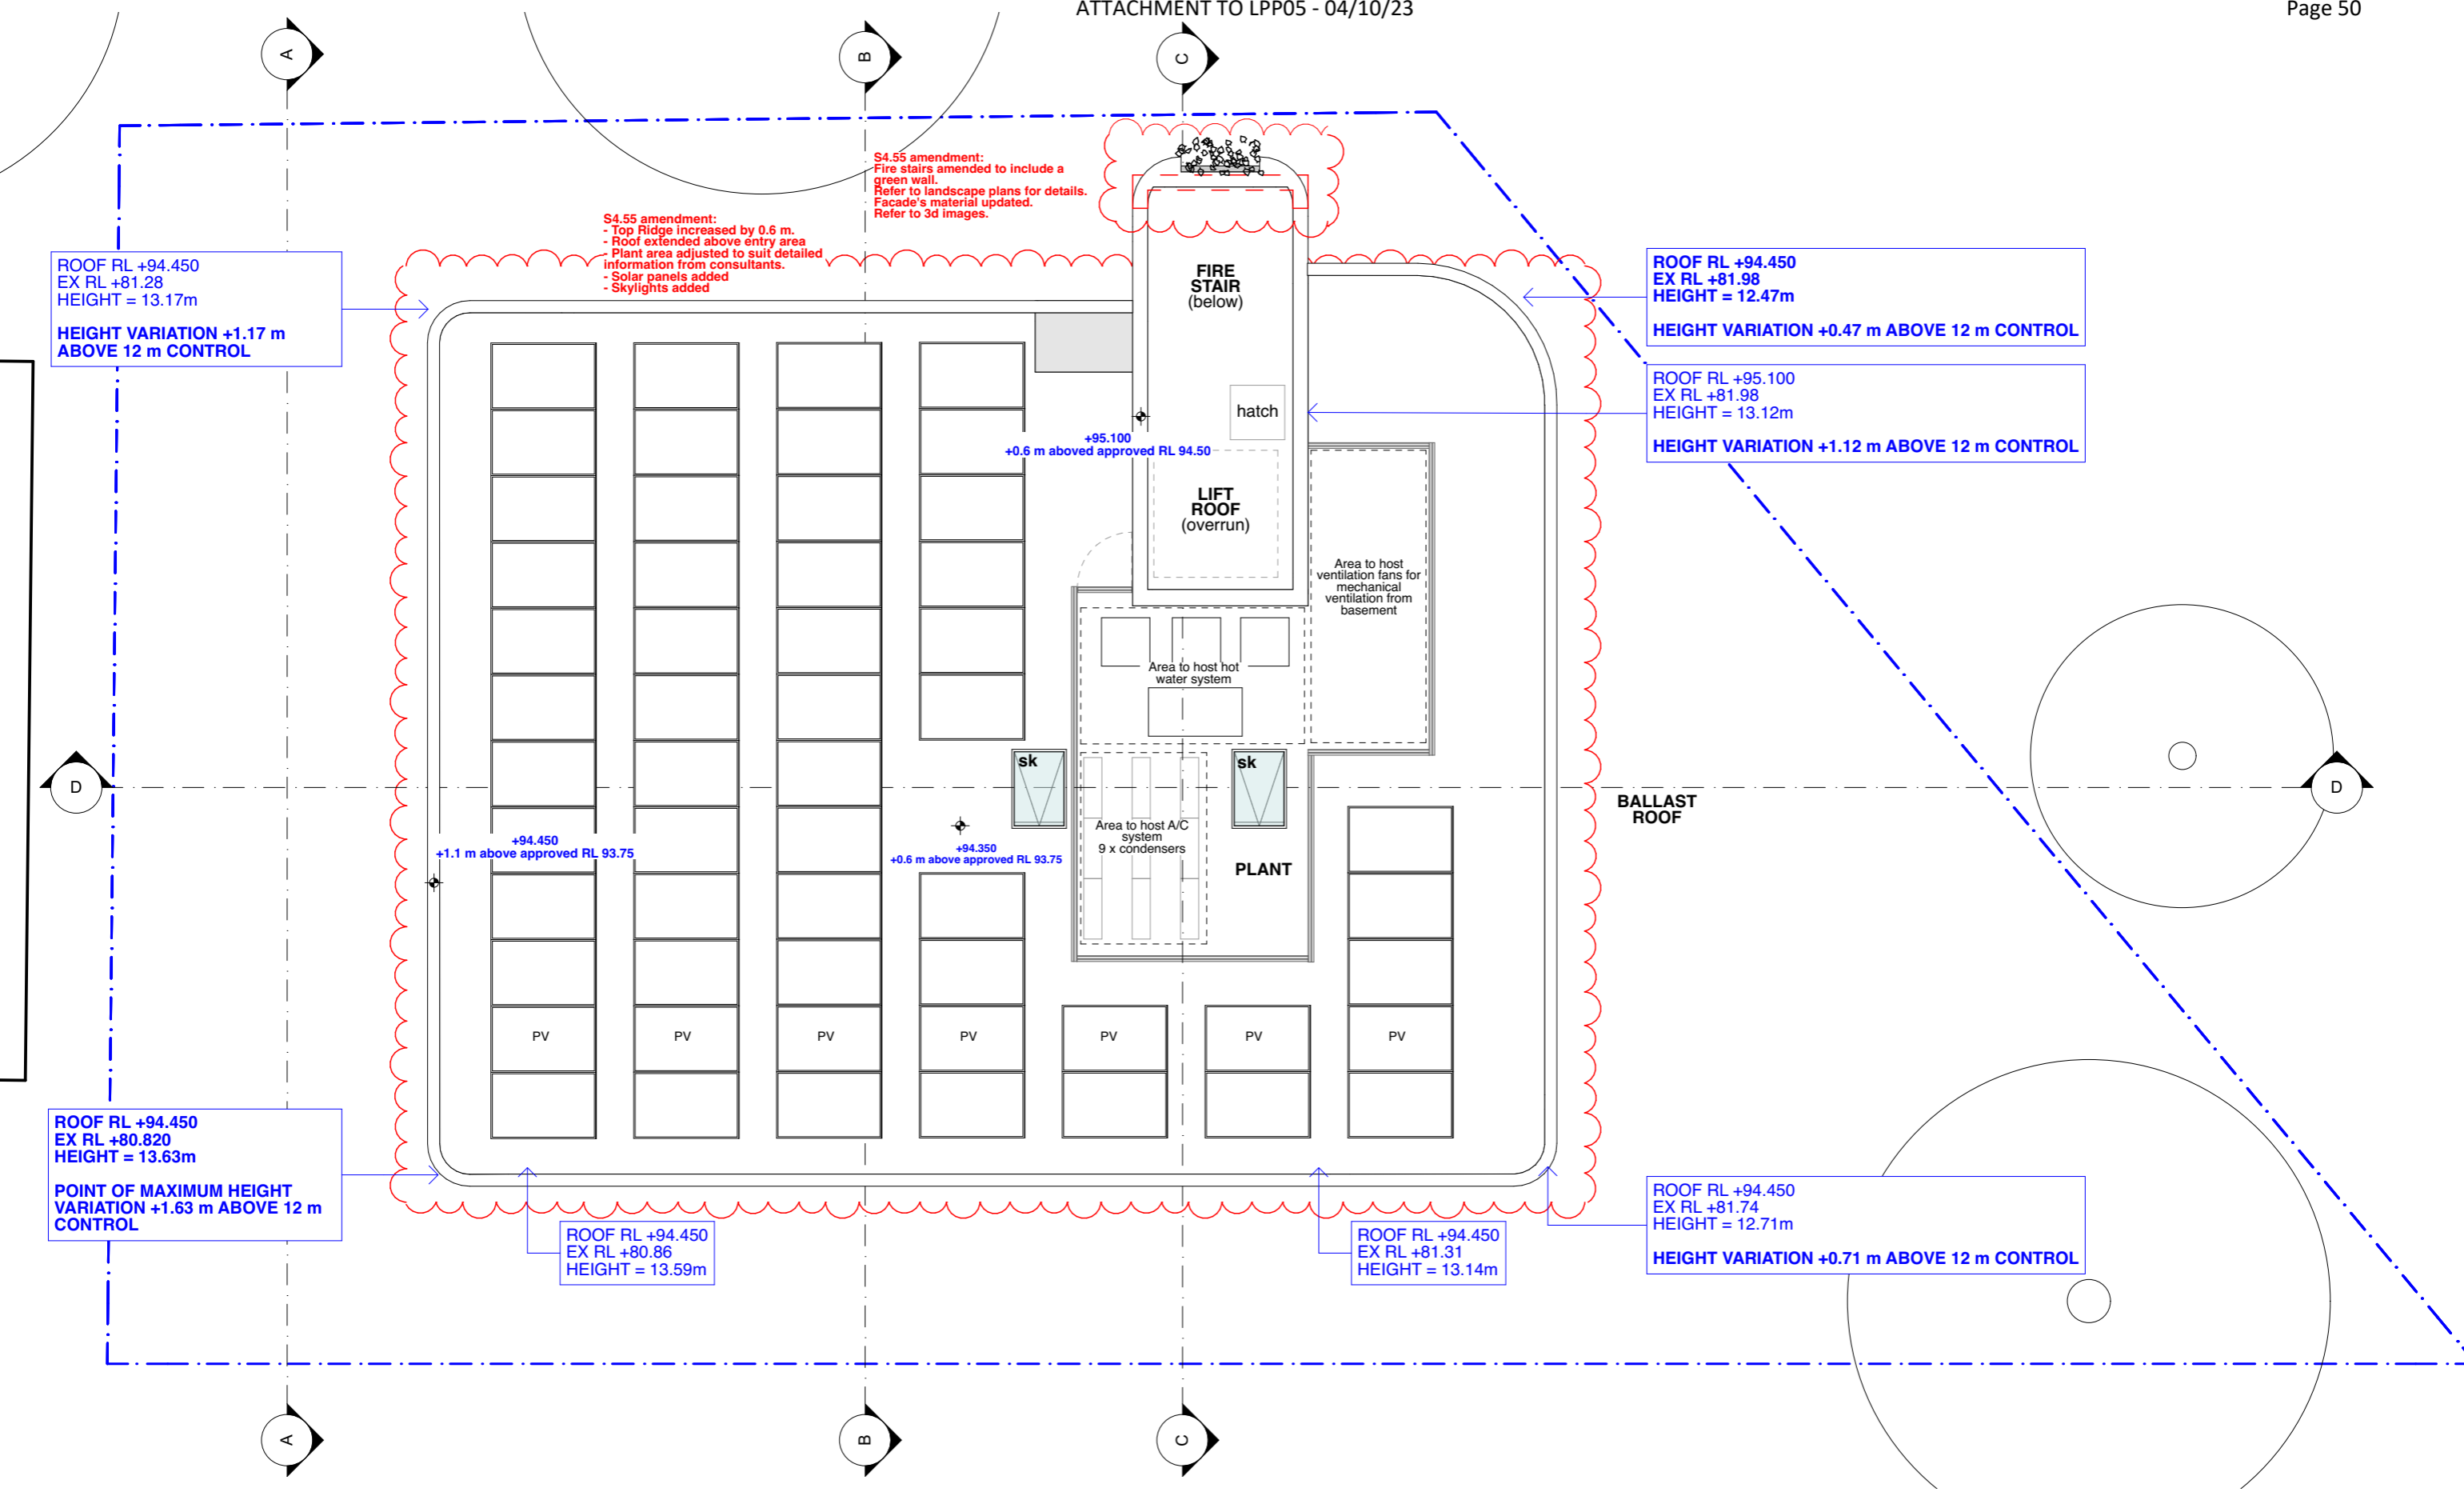 ATTACHMENT TO LPP05 - 04/10/23
Page 50
A
B
C
S4.55 amendment:
Fire stairs amended to include a
green wall.
Refer to landscape plans for details.
Facade's material updated.
Refer to 3d images.
S4.55 amendment:
- Top Ridge increased by 0.6 m.
- Roof extended above entry area
- Plant area adjusted to suit detailed
information from consultants.
- Solar panels added
- Skylights added
ROOF RL +94.450
EX RL +81.28
HEIGHT = 13.17m
HEIGHT VARIATION +1.17 m
ABOVE 12 m CONTROL
FIRE
STAIR
(below)
ROOF RL +94.450
EX RL +81.98
HEIGHT = 12.47m
HEIGHT VARIATION +0.47 m ABOVE 12 m CONTROL
ROOF RL +95.100
EX RL +81.98
HEIGHT = 13.12m
HEIGHT VARIATION +1.12 m ABOVE 12 m CONTROL
hatch
+95.100
+0.6 m aboved approved RL 94.50
LIFT
ROOF
(overrun)
Area to host
ventilation fans for
mechanical
ventilation from
basement
Area to host hot
water system
sk
sk
D
D
BALLAST
ROOF
Area to host A/C
system
9 x condensers
+94.450
+1.1 m above approved RL 93.75
+94.350
+0.6 m above approved RL 93.75
PLANT
PV
PV
PV
PV
PV
PV
PV
ROOF RL +94.450
EX RL +80.820
HEIGHT = 13.63m
POINT OF MAXIMUM HEIGHT
VARIATION +1.63 m ABOVE 12 m
CONTROL
ROOF RL +94.450
EX RL +80.86
HEIGHT = 13.59m
ROOF RL +94.450
EX RL +81.31
HEIGHT = 13.14m
ROOF RL +94.450
EX RL +81.74
HEIGHT = 12.71m
HEIGHT VARIATION +0.71 m ABOVE 12 m CONTROL
A
B
C